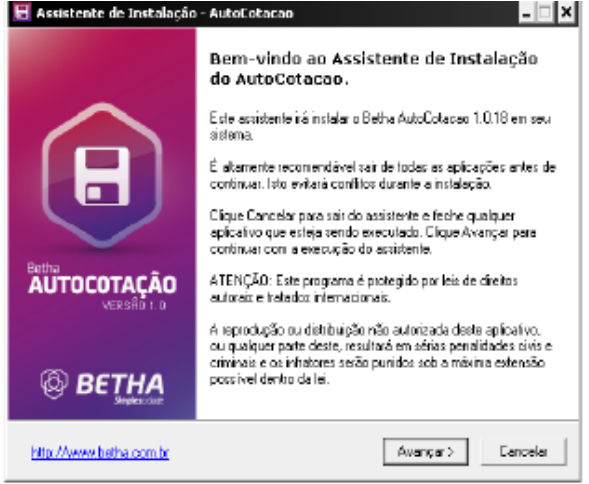 Assistente de Instalação - AutoCotacao
Bem-vindo ao Assistente de Instalação
do AutoCotacao.
Este assistente irá instalar o Betha AutoCotacao 1.0.18 em seu
sistema.
É altamente recomendável sair de todas as aplicações antes de
continuar. Isto evitará conflitos durante a instalação.
Clique Cancelar para sair do assistente e feche qualquer
aplicativo que esteja sendo executado. Clique Avançar para
continuar com a execução do assistente.
ATENÇÃO: Este programa é protegido por leis de direitos
autorais e tratados internacionais.
A reprodução ou distribuição não autorizada deste aplicativo,
ou qualquer parte deste, resultará em sérias penalidades civis e
criminais e os infratores serão punidos sob a máxima extensão
possível dentro da lei.
Betha
AUTOCOTAÇÃO
VERSÃO 1.0
BETHA
Simplicidade
http://www.betha.com.br
Avançar >
Cancelar